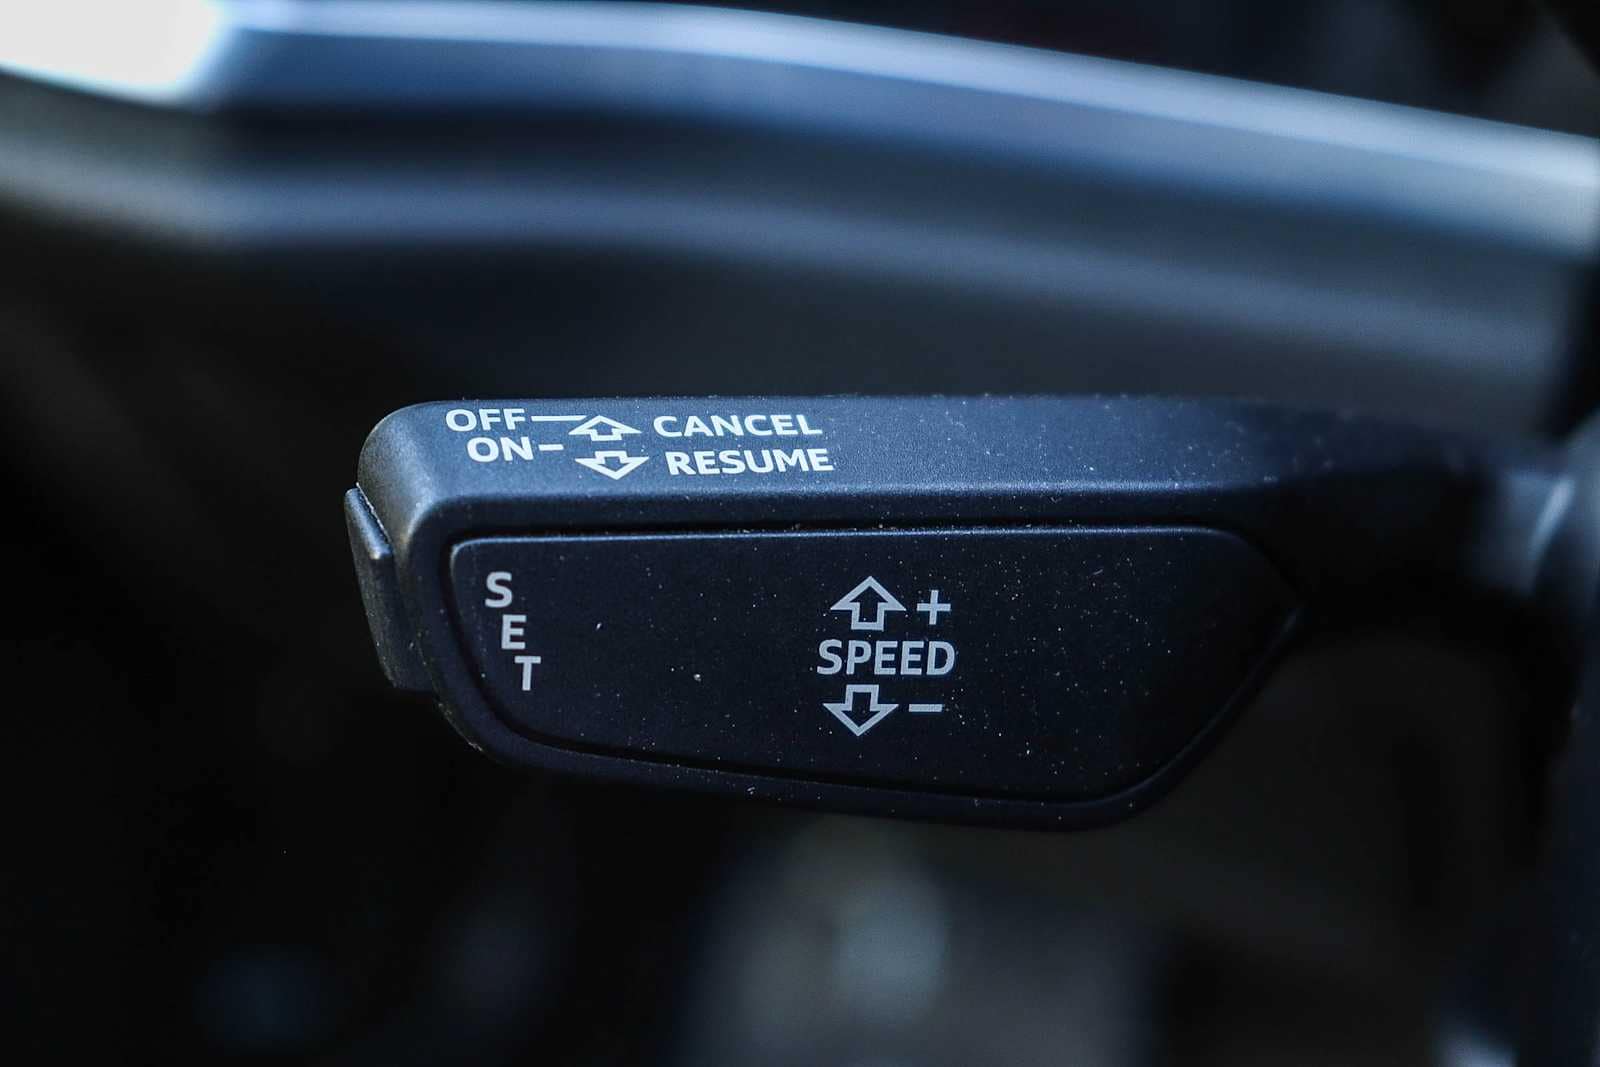 OFF CANCEL
ON RESUME
SET
+
SPEED
-